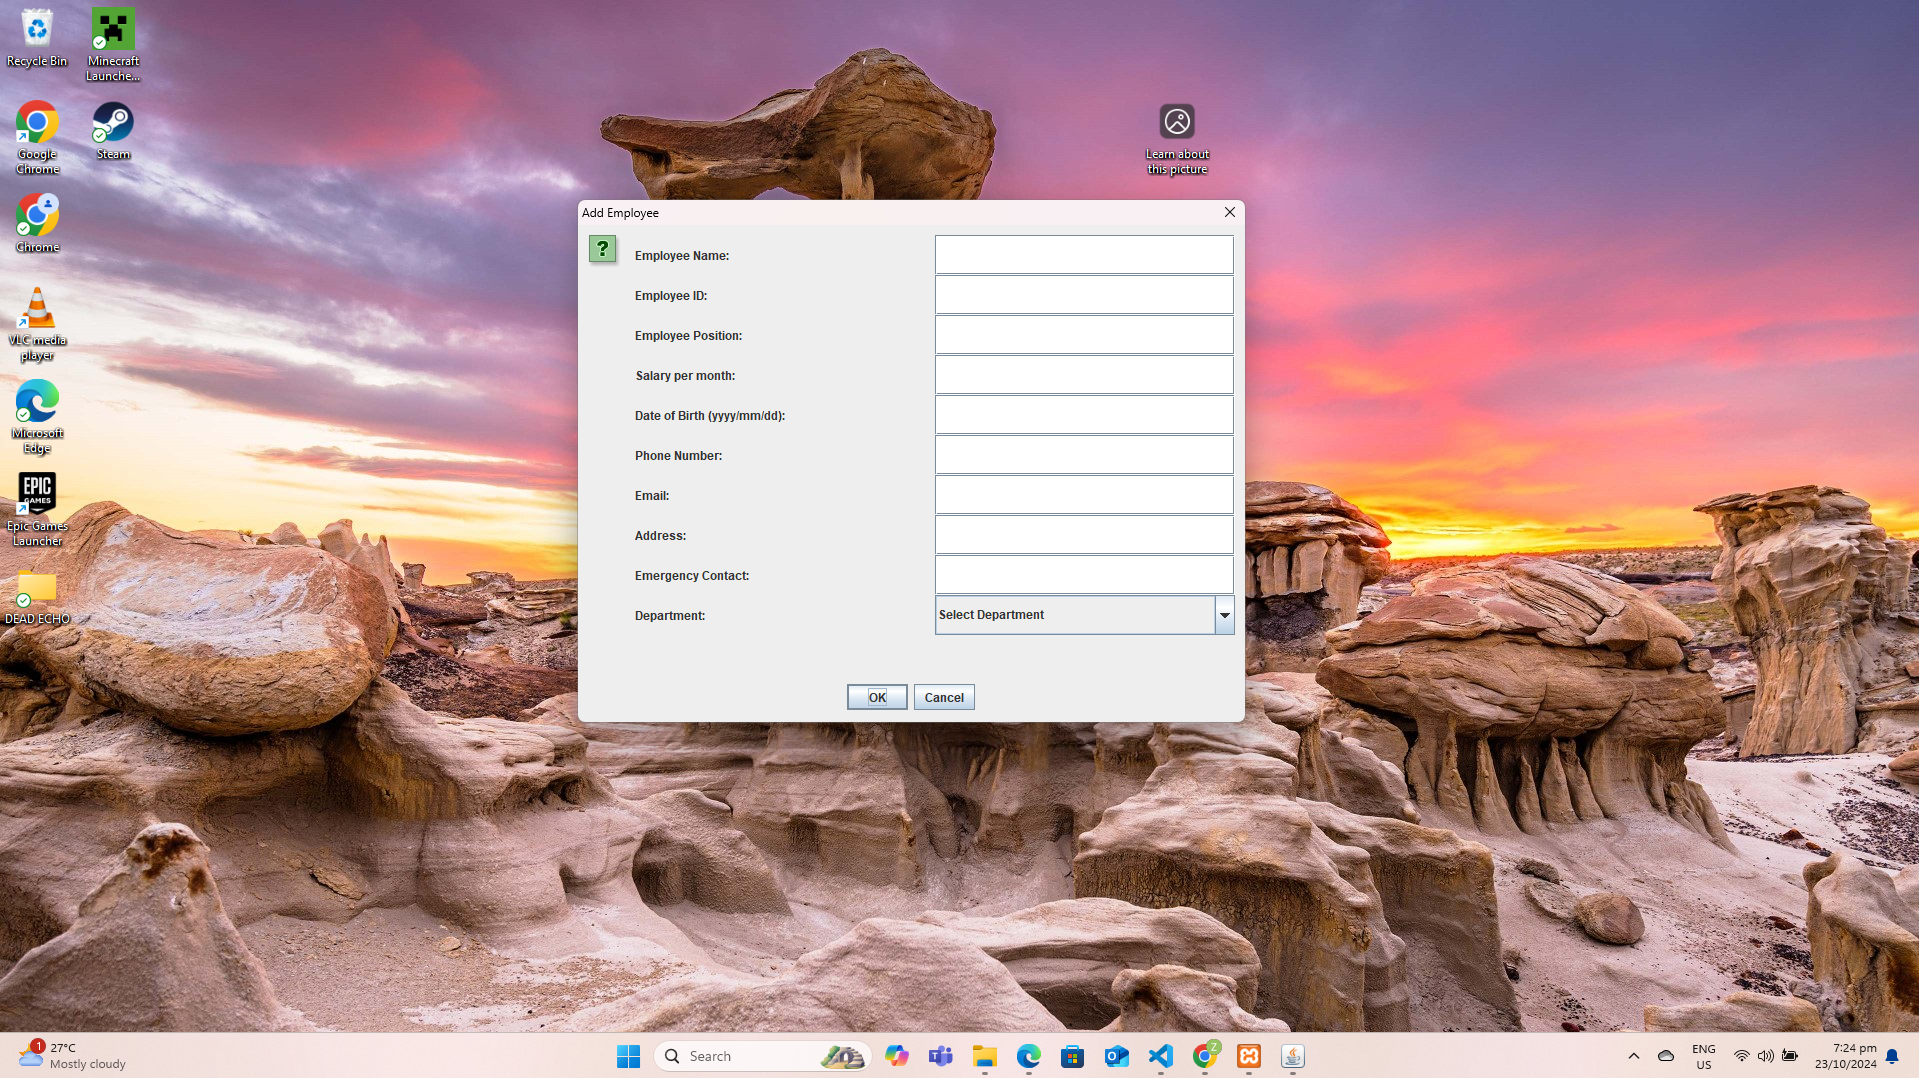 Recycle Bin
Minecraft
Launche...
Google
Chrome
Steam
Learn about
this picture
Chrome
VLC media
player
Microsoft
Edge
EPIC
GAMES
Epic Games
Launcher
DEAD ECHO
Add Employee
?
Employee Name:
Employee ID:
Employee Position:
Salary per month:
Date of Birth (yyyy/mm/dd):
Phone Number:
Email:
Address:
Emergency Contact:
Department:
Select Department
OK
Cancel
1
27°C
Mostly cloudy
Search
Z
ENG
US
7:24 pm
23/10/2024